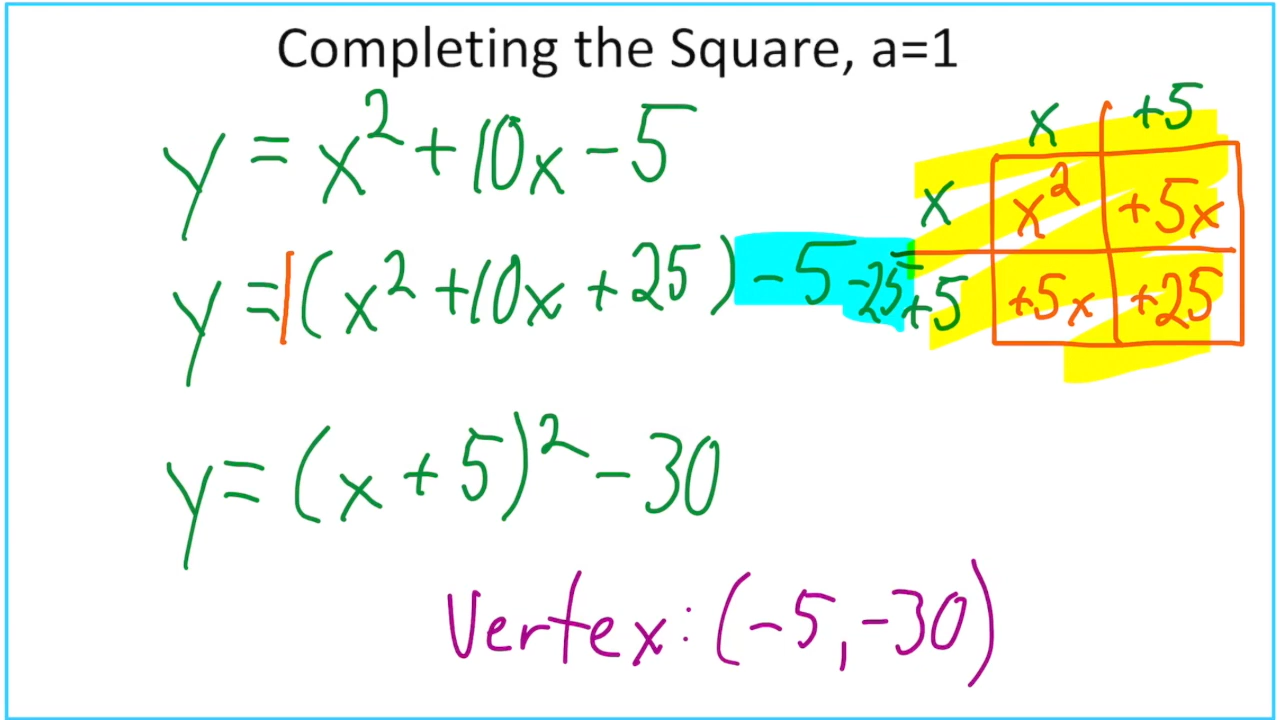 Completing the Square, a=1
y = x² + 10x - 5
y = 1(x² + 10x + 25) - 5 - 25
x +5
x x² +5x
+5 +5x +25
y = (x + 5)² - 30
Vertex: (-5, -30)